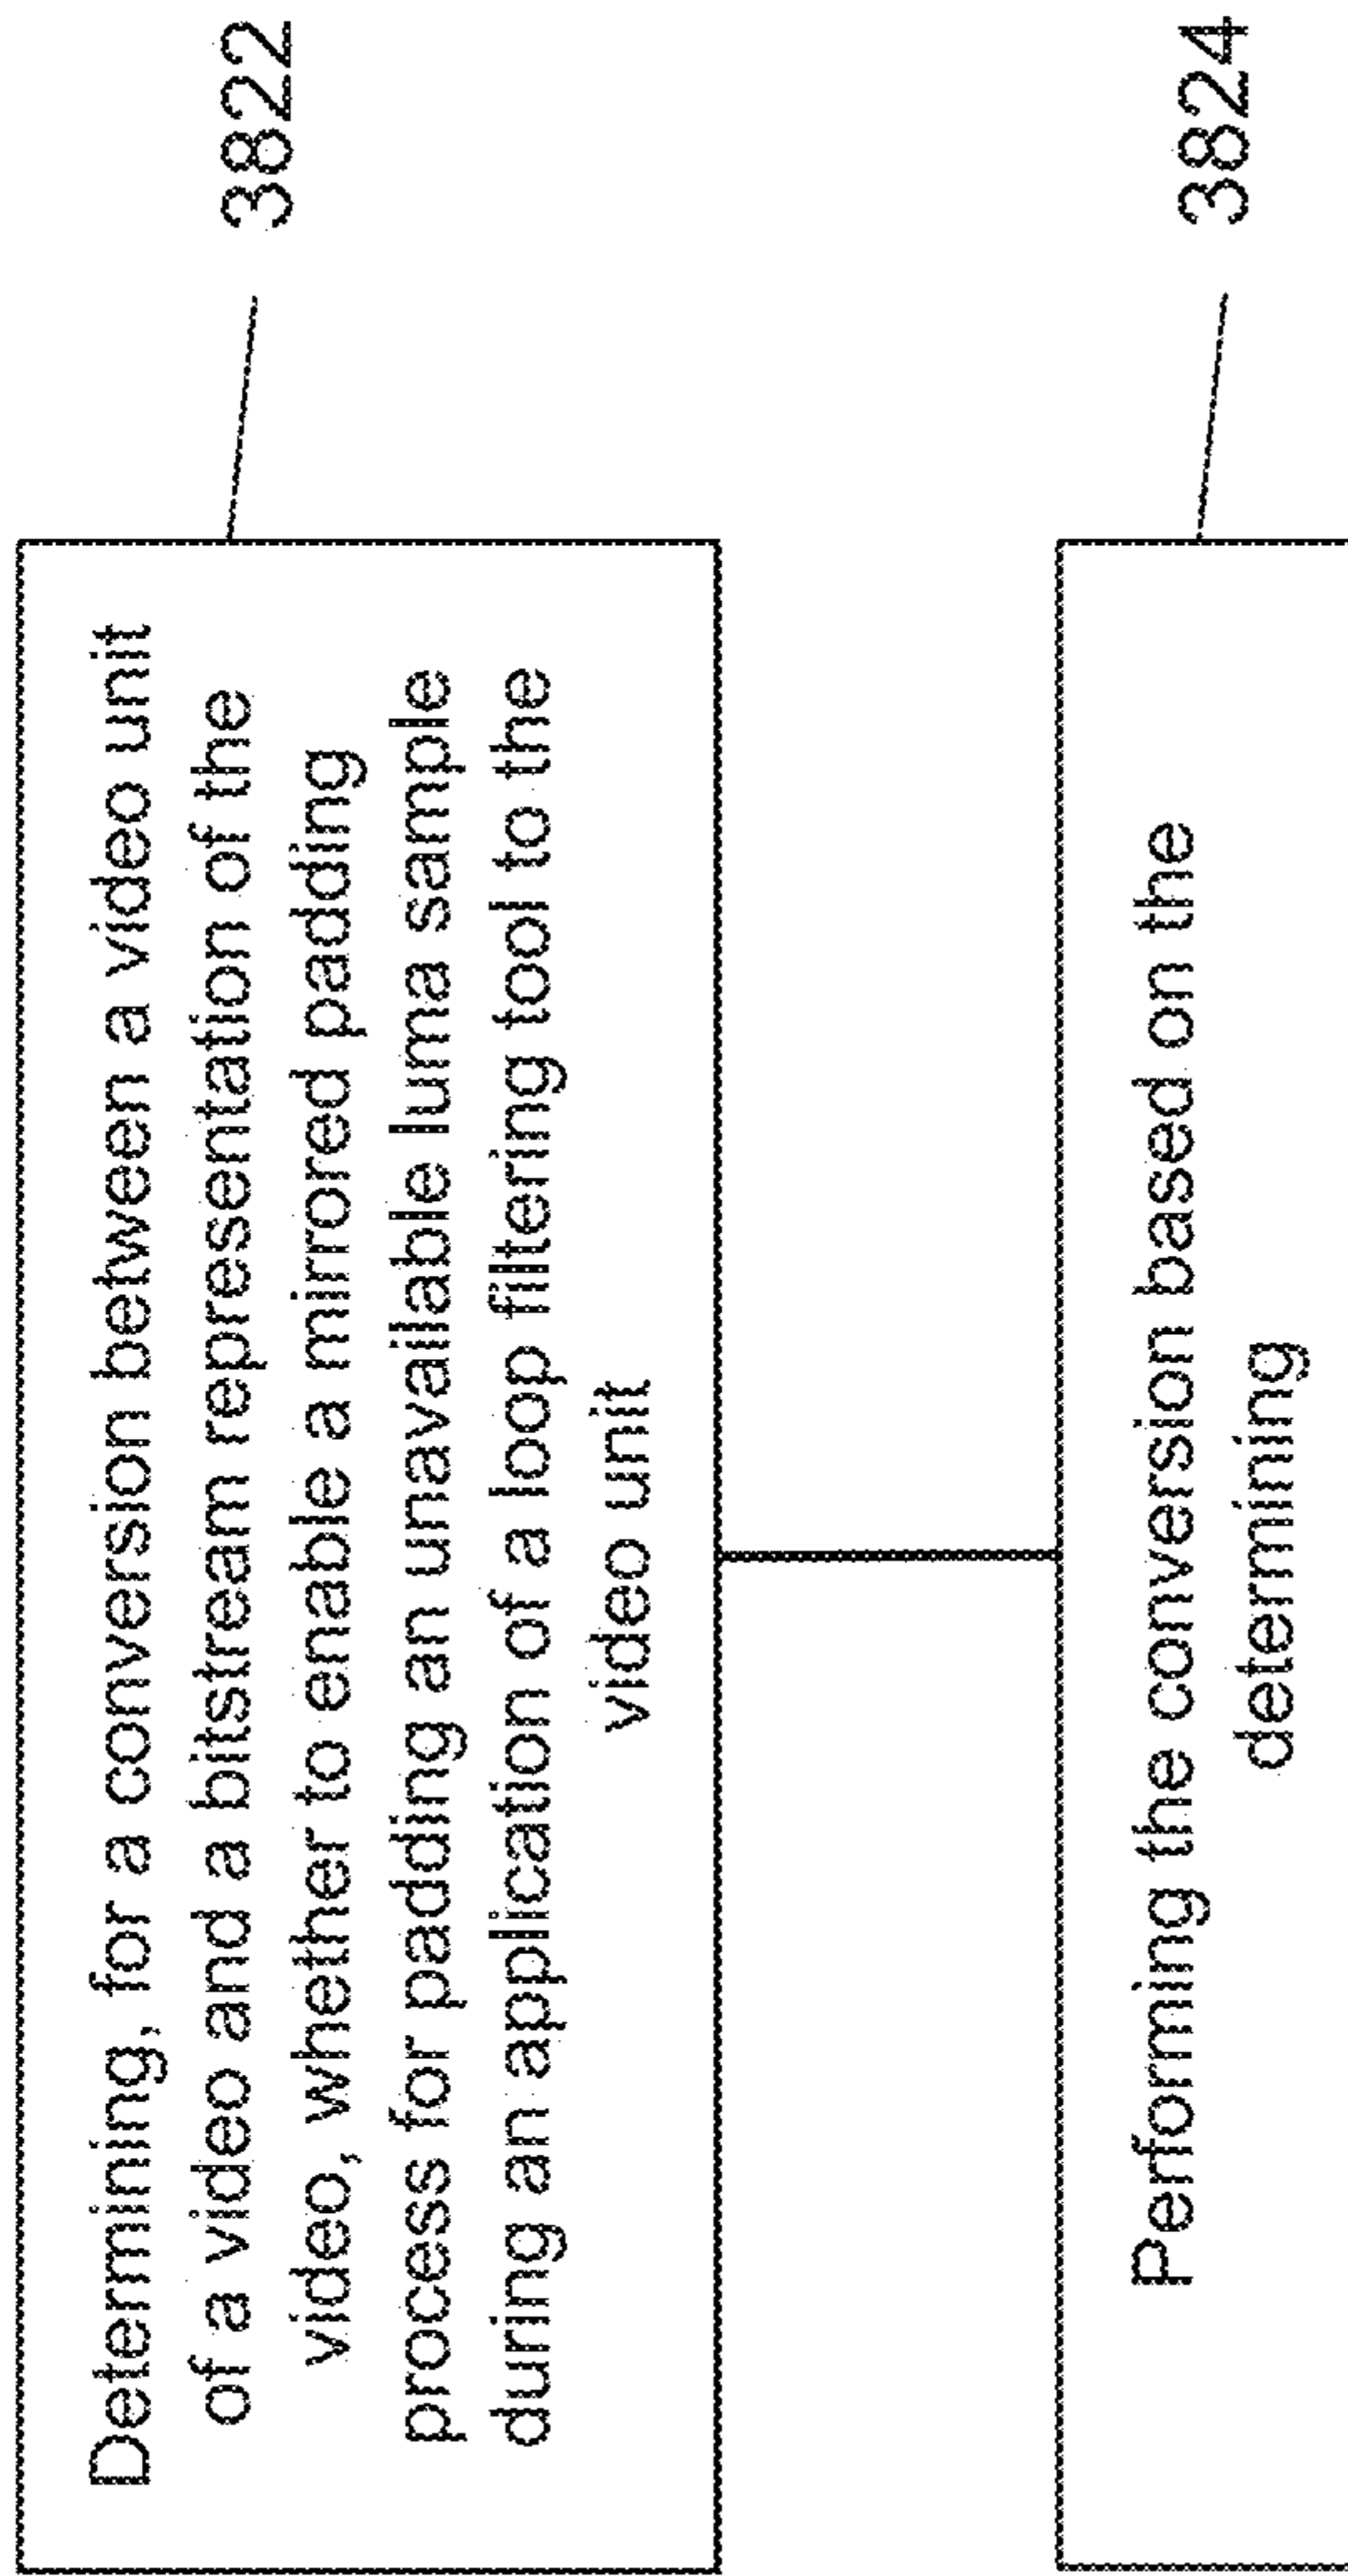 Determining, for a conversion between a video unit
of a video and a bitstream representation of the
video, whether to enable a mirrored padding
process for padding an unavailable luma sample
during an application of a loop filtering tool to the
video unit
3822
Performing the conversion based on the
determining
3824